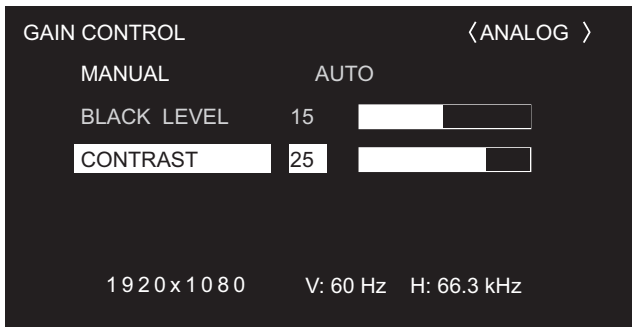 GAIN CONTROL 〈ANALOG 〉
MANUAL AUTO
BLACK LEVEL 15
CONTRAST 25
1920x1080 V: 60 Hz H: 66.3 kHz